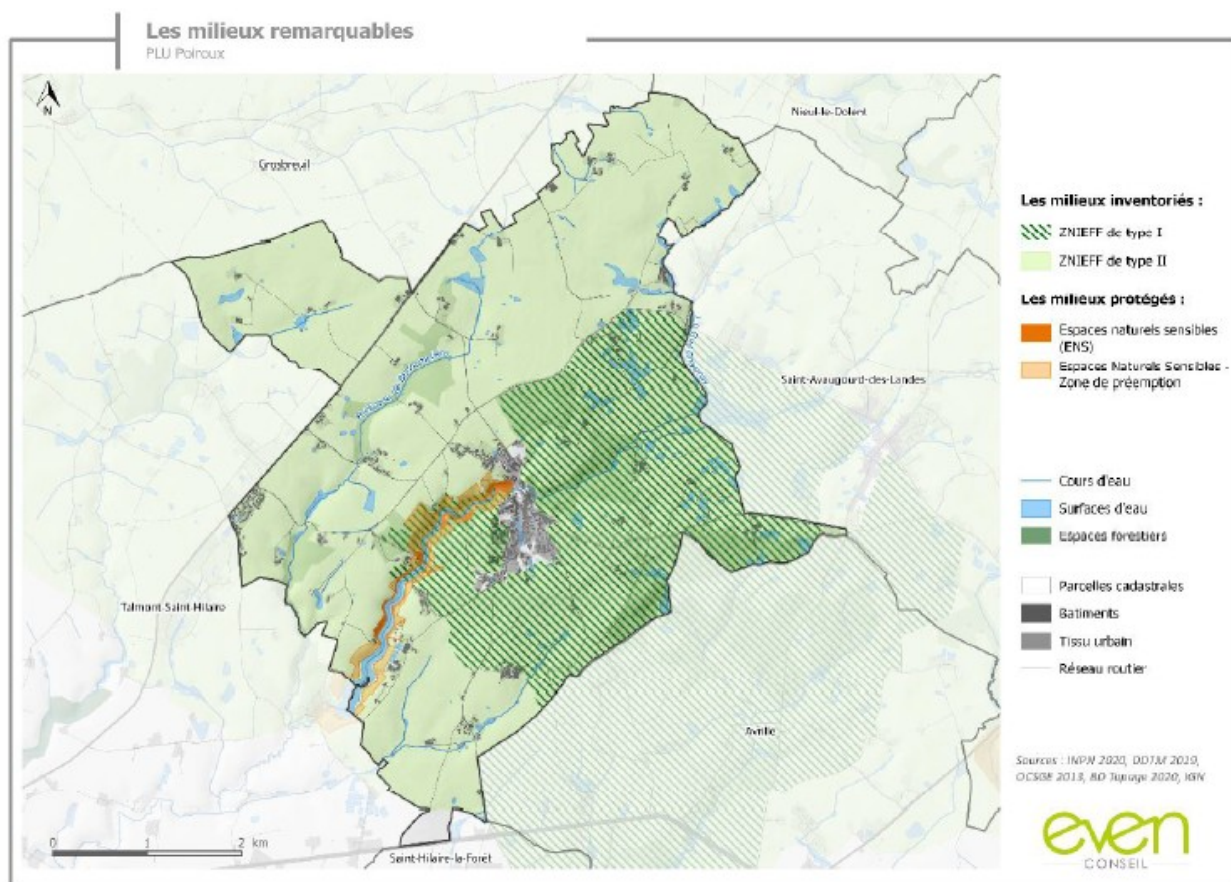 Les milieux remarquables
PLU Poiroux
N
Nieul-le-Dolent
Grosbreuil
Saint-Avaugourd-des-Landes
Talmont-Saint-Hilaire
Avrillé
Saint-Hilaire-la-Forêt
0 1 2 km
Les milieux inventoriés :
ZNIEFF de type I
ZNIEFF de type II
Les milieux protégés :
Espaces naturels sensibles
(ENS)
Espaces Naturels Sensibles -
Zone de préemption
Cours d'eau
Surfaces d'eau
Espaces forestiers
Parcelles cadastrales
Batiments
Tissu urbain
Réseau routier
Sources : INPN 2020, DDTM 2019,
OCSGE 2013, BD Topage 2020, IGN
even
CONSEIL